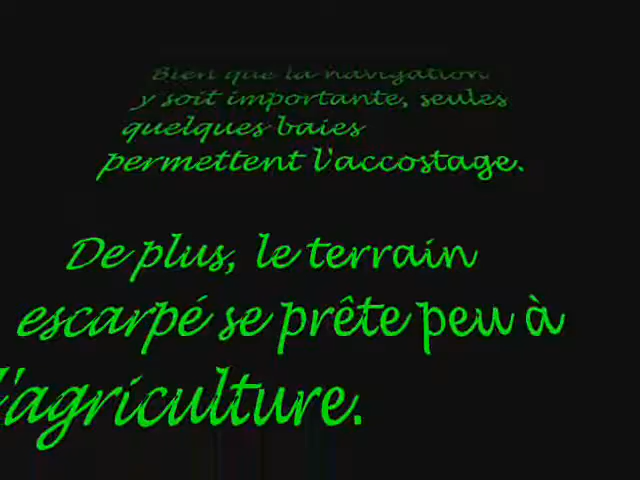 Bien que la navigation
y soit importante, seules
quelques baies
permettent l'accostage.
De plus, le terrain
escarpé se prête peu à
l'agriculture.